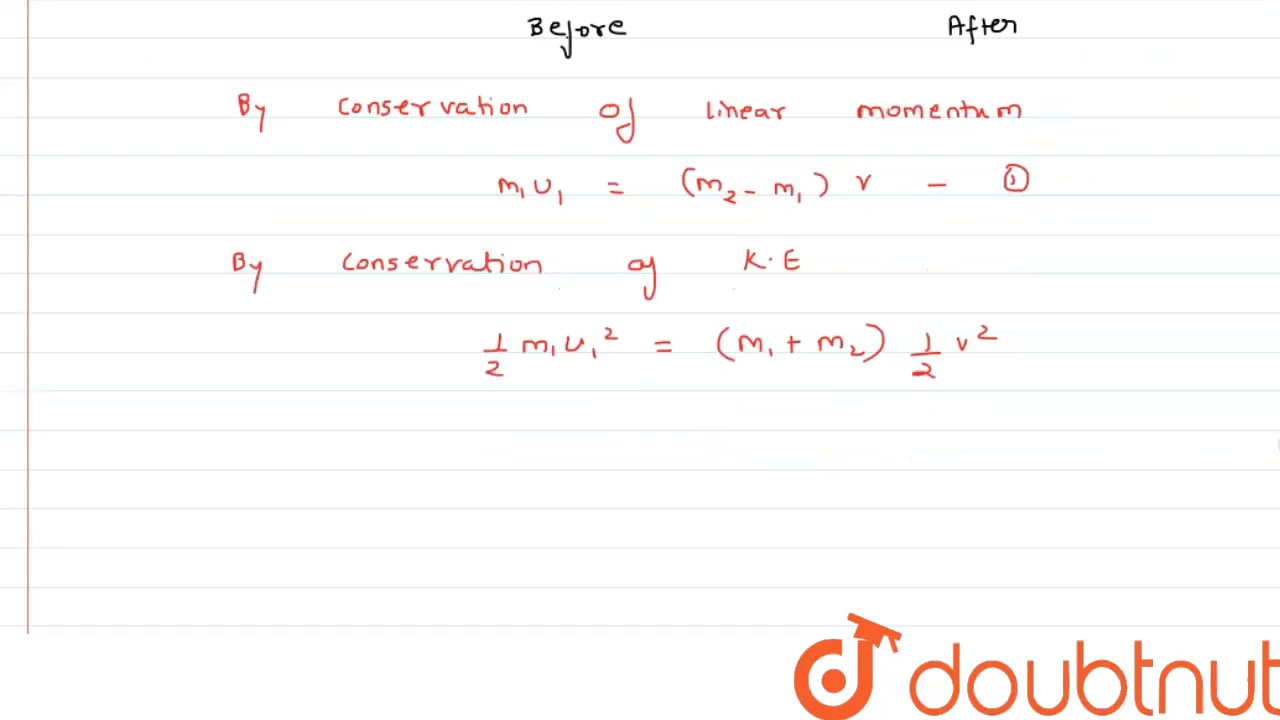 Before After
By conservation of linear momentum
m₁u₁ = (m₂ - m₁) v - ①
By conservation of K.E
1/2 m₁u₁² = (m₁ + m₂) 1/2 v²
doubtnut